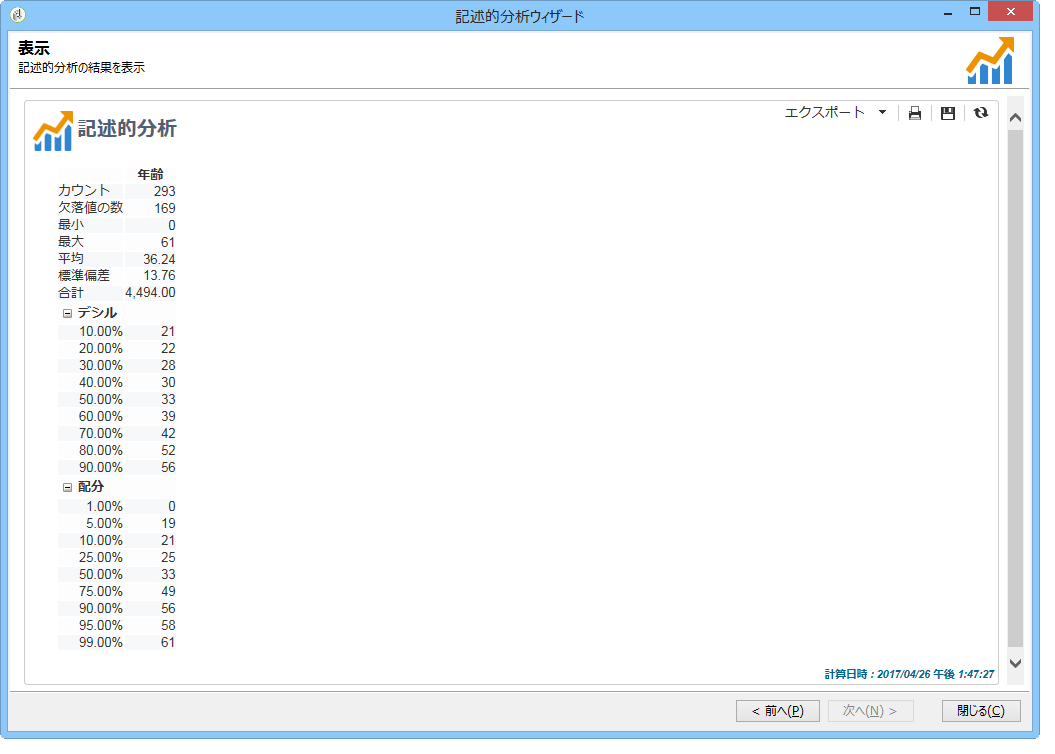 記述的分析ウィザード
表示
記述的分析の結果を表示
エクスポート
記述的分析
年齢
カウント 293
欠落値の数 169
最小 0
最大 61
平均 36.24
標準偏差 13.76
合計 4,494.00
デシル
10.00% 21
20.00% 22
30.00% 28
40.00% 30
50.00% 33
60.00% 39
70.00% 42
80.00% 52
90.00% 56
配分
1.00% 0
5.00% 19
10.00% 21
25.00% 25
50.00% 33
75.00% 49
90.00% 56
95.00% 58
99.00% 61
計算日時 : 2017/04/26 午後 1:47:27
< 前へ(P) 次へ(N) > 閉じる(C)